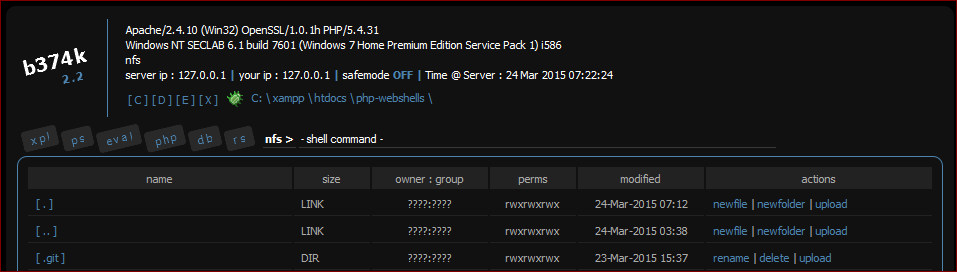 b374k
2.2
Apache/2.4.10 (Win32) OpenSSL/1.0.1h PHP/5.4.31
Windows NT SECLAB 6.1 build 7601 (Windows 7 Home Premium Edition Service Pack 1) i586
nfs
server ip : 127.0.0.1 | your ip : 127.0.0.1 | safemode OFF | Time @ Server : 24 Mar 2015 07:22:24
[ C ] [ D ] [ E ] [ X ] C: \ xampp \ htdocs \ php-webshells \
xpl ps eval php db rs nfs > - shell command -
name size owner : group perms modified actions
[ . ] LINK ????:???? rwxrwxrwx 24-Mar-2015 07:12 newfile | newfolder | upload
[ .. ] LINK ????:???? rwxrwxrwx 24-Mar-2015 03:38 newfile | newfolder | upload
[ .git ] DIR ????:???? rwxrwxrwx 23-Mar-2015 15:37 rename | delete | upload